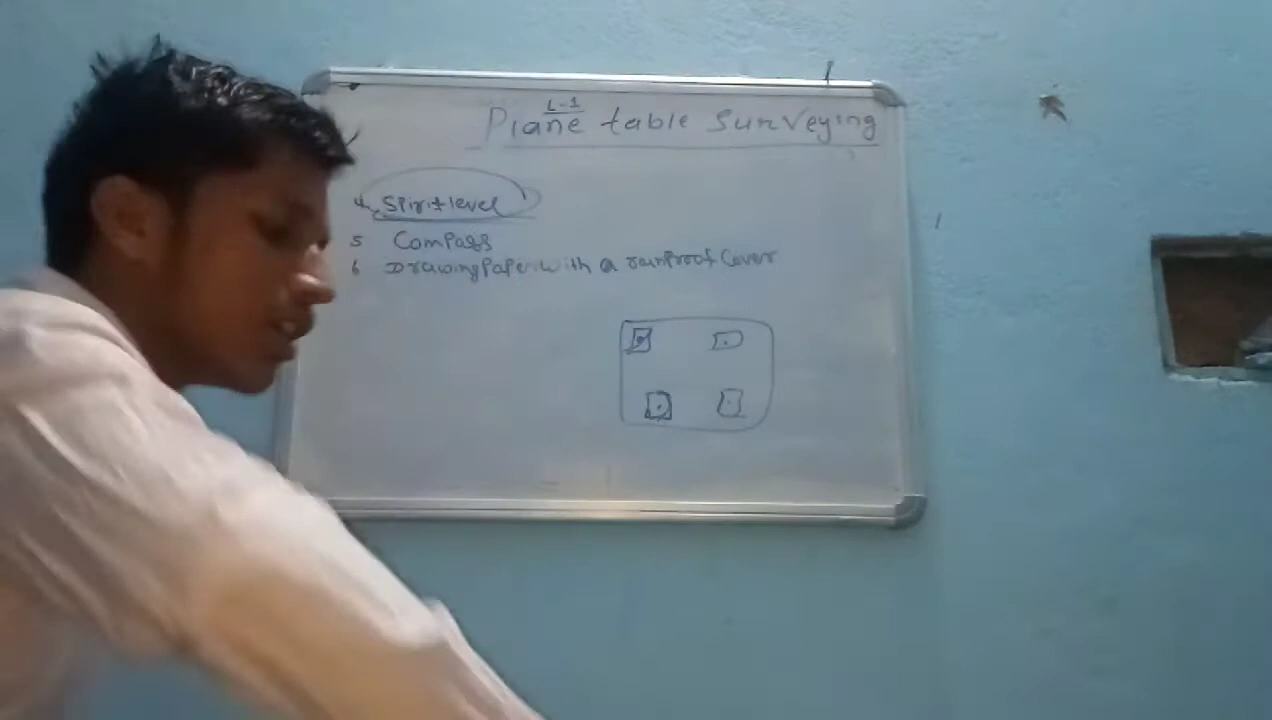 L-1
Plane table Surveying
4, Spirit level
5 Compass
6 Drawing Paper with a rainProof Cover